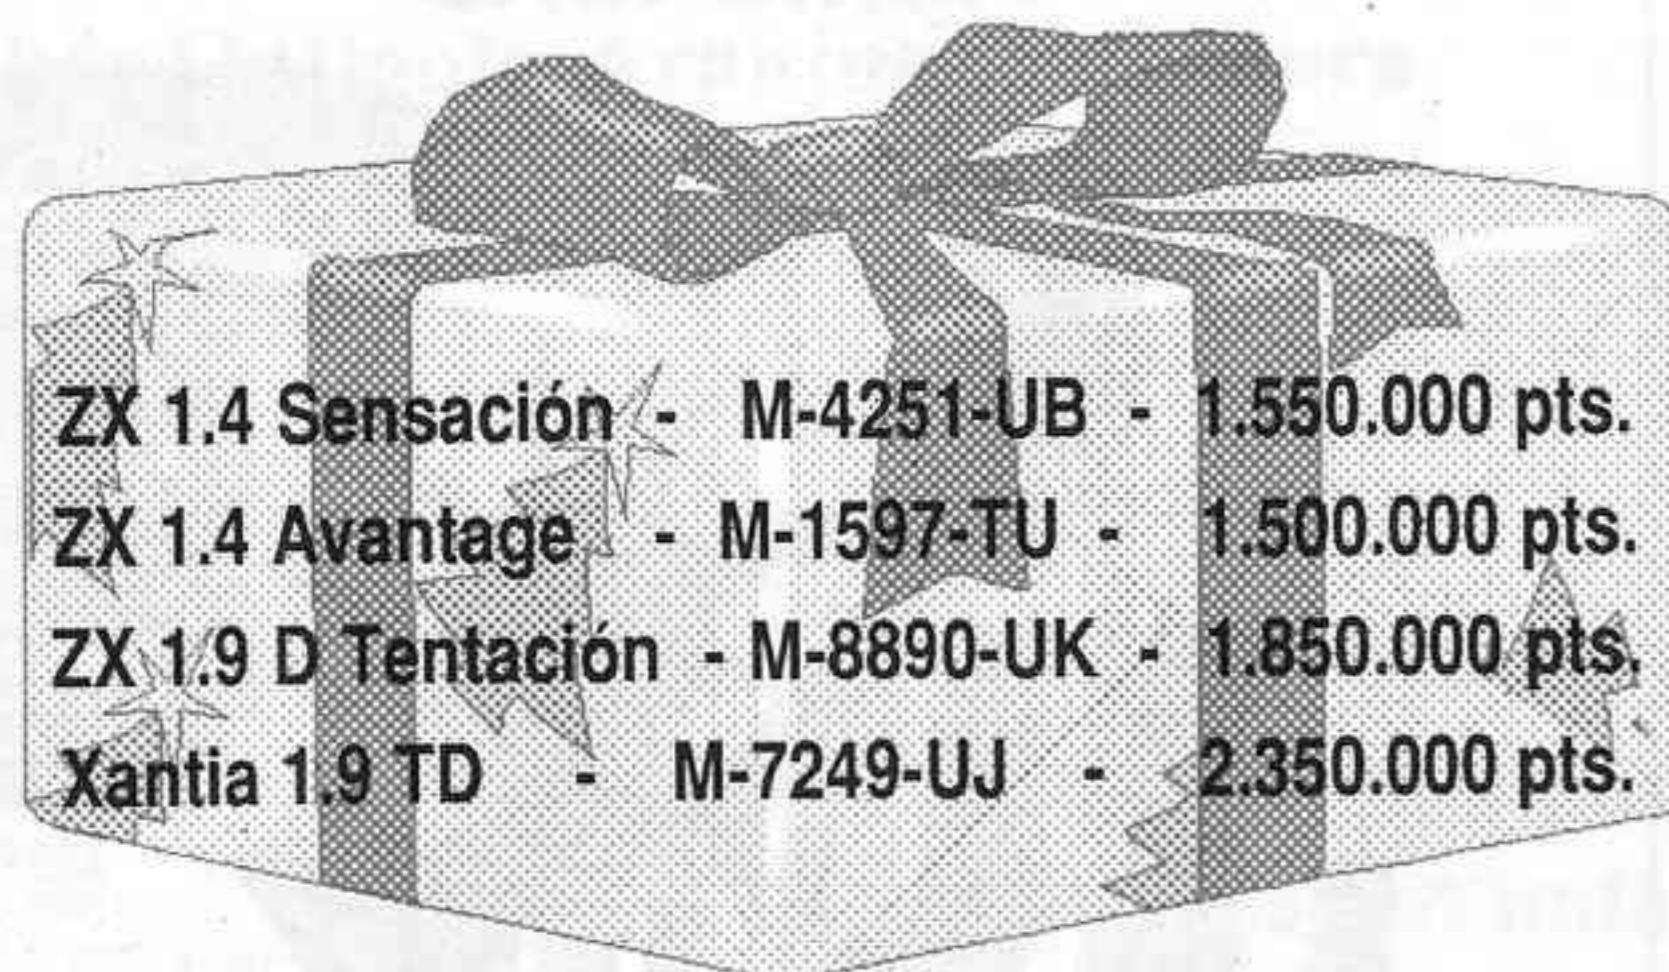 ZX 1.4 Sensación - M-4251-UB - 1.550.000 pts.
ZX 1.4 Avantage - M-1597-TU - 1.500.000 pts.
ZX 1.9 D Tentación - M-8890-UK - 1.850.000 pts.
Xantia 1.9 TD - M-7249-UJ - 2.350.000 pts.